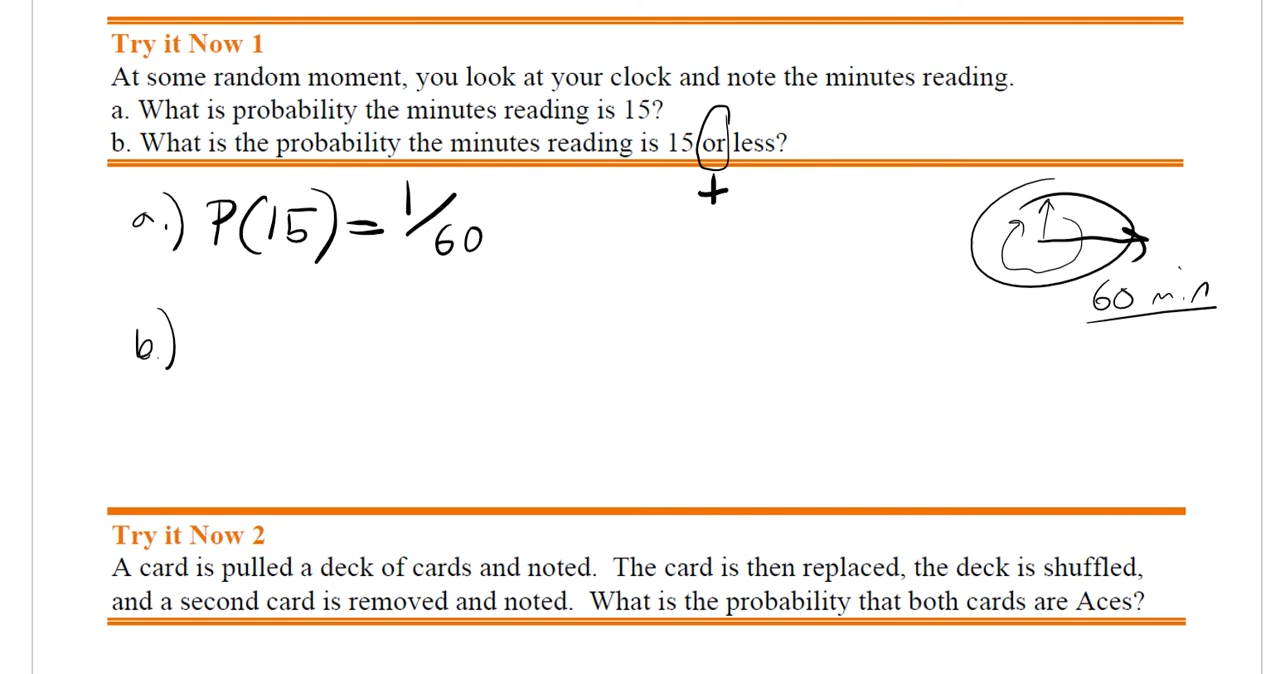 Try it Now 1
At some random moment, you look at your clock and note the minutes reading.
a. What is probability the minutes reading is 15?
b. What is the probability the minutes reading is 15 or less?
+
a.) P(15) = 1/60
60 min
b.)
Try it Now 2
A card is pulled a deck of cards and noted.  The card is then replaced, the deck is shuffled,
and a second card is removed and noted.  What is the probability that both cards are Aces?